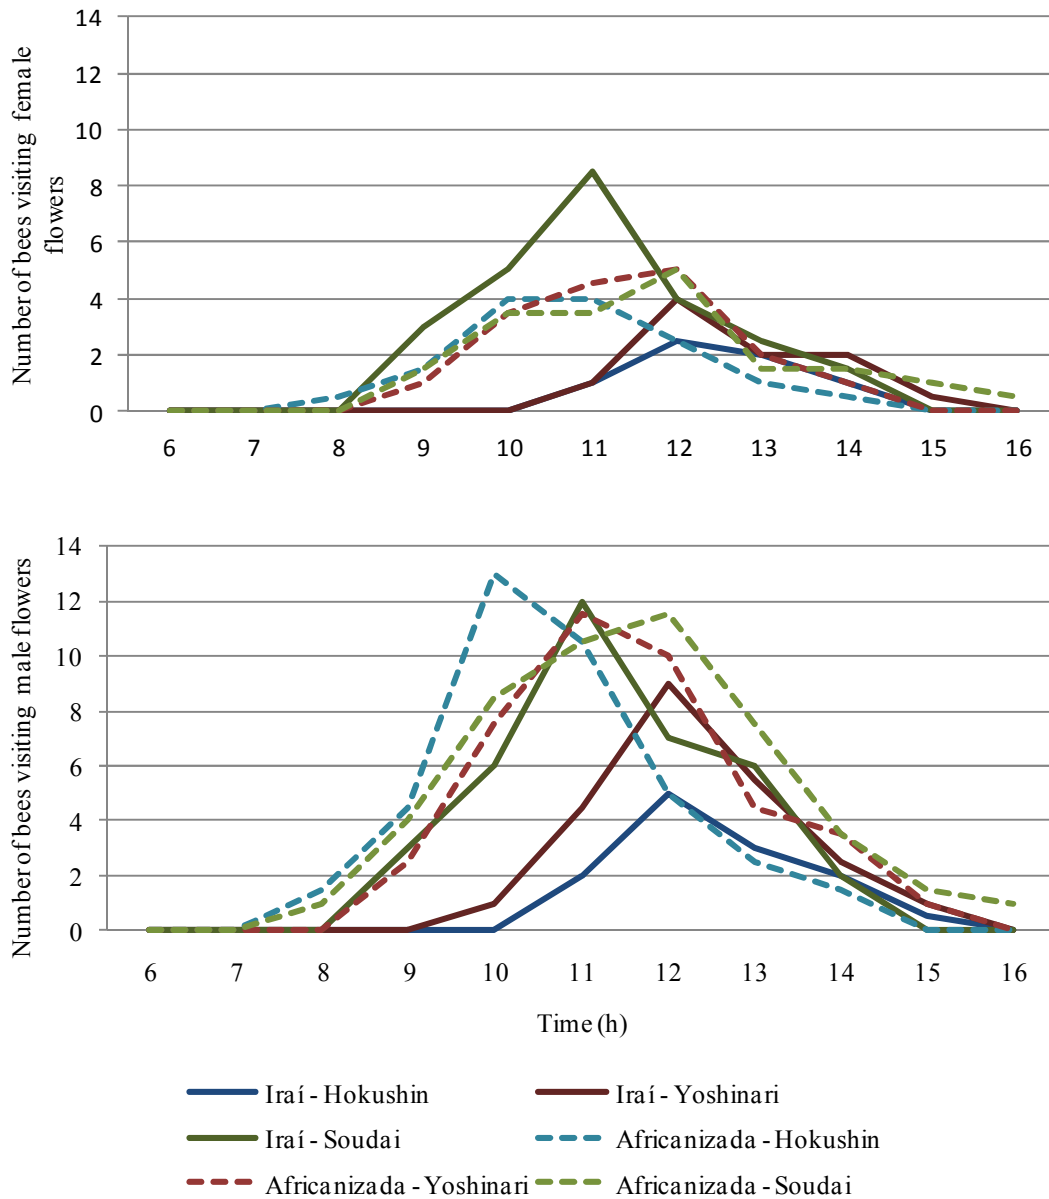 Number of bees visiting female
flowers
14
12
10
8
6
4
2
0
6 7 8 9 10 11 12 13 14 15 16
Number of bees visiting male flowers
14
12
10
8
6
4
2
0
6 7 8 9 10 11 12 13 14 15 16
Time (h)
Iraí - Hokushin Iraí - Yoshinari
Iraí - Soudai Africanizada - Hokushin
Africanizada - Yoshinari Africanizada - Soudai